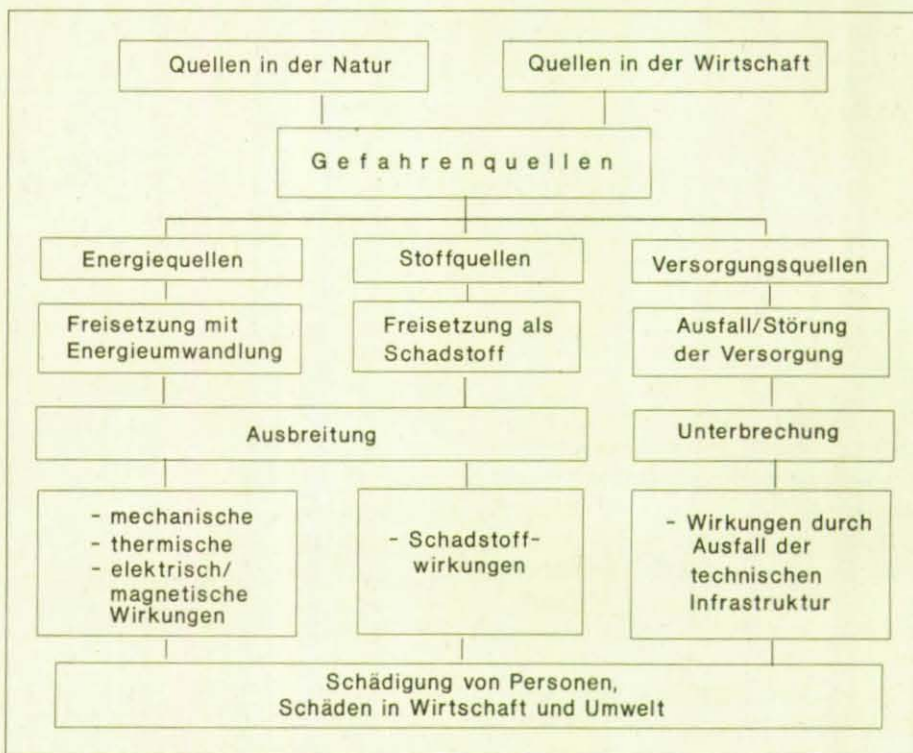 Quellen in der Natur
Quellen in der Wirtschaft
Gefahrenquellen
Energiequellen
Stoffquellen
Versorgungsquellen
Freisetzung mit
Energieumwandlung
Freisetzung als
Schadstoff
Ausfall/Störung
der Versorgung
Ausbreitung
Unterbrechung
- mechanische
- thermische
- elektrisch/
magnetische
Wirkungen
- Schadstoff-
wirkungen
- Wirkungen durch
Ausfall der
technischen
Infrastruktur
Schädigung von Personen,
Schäden in Wirtschaft und Umwelt